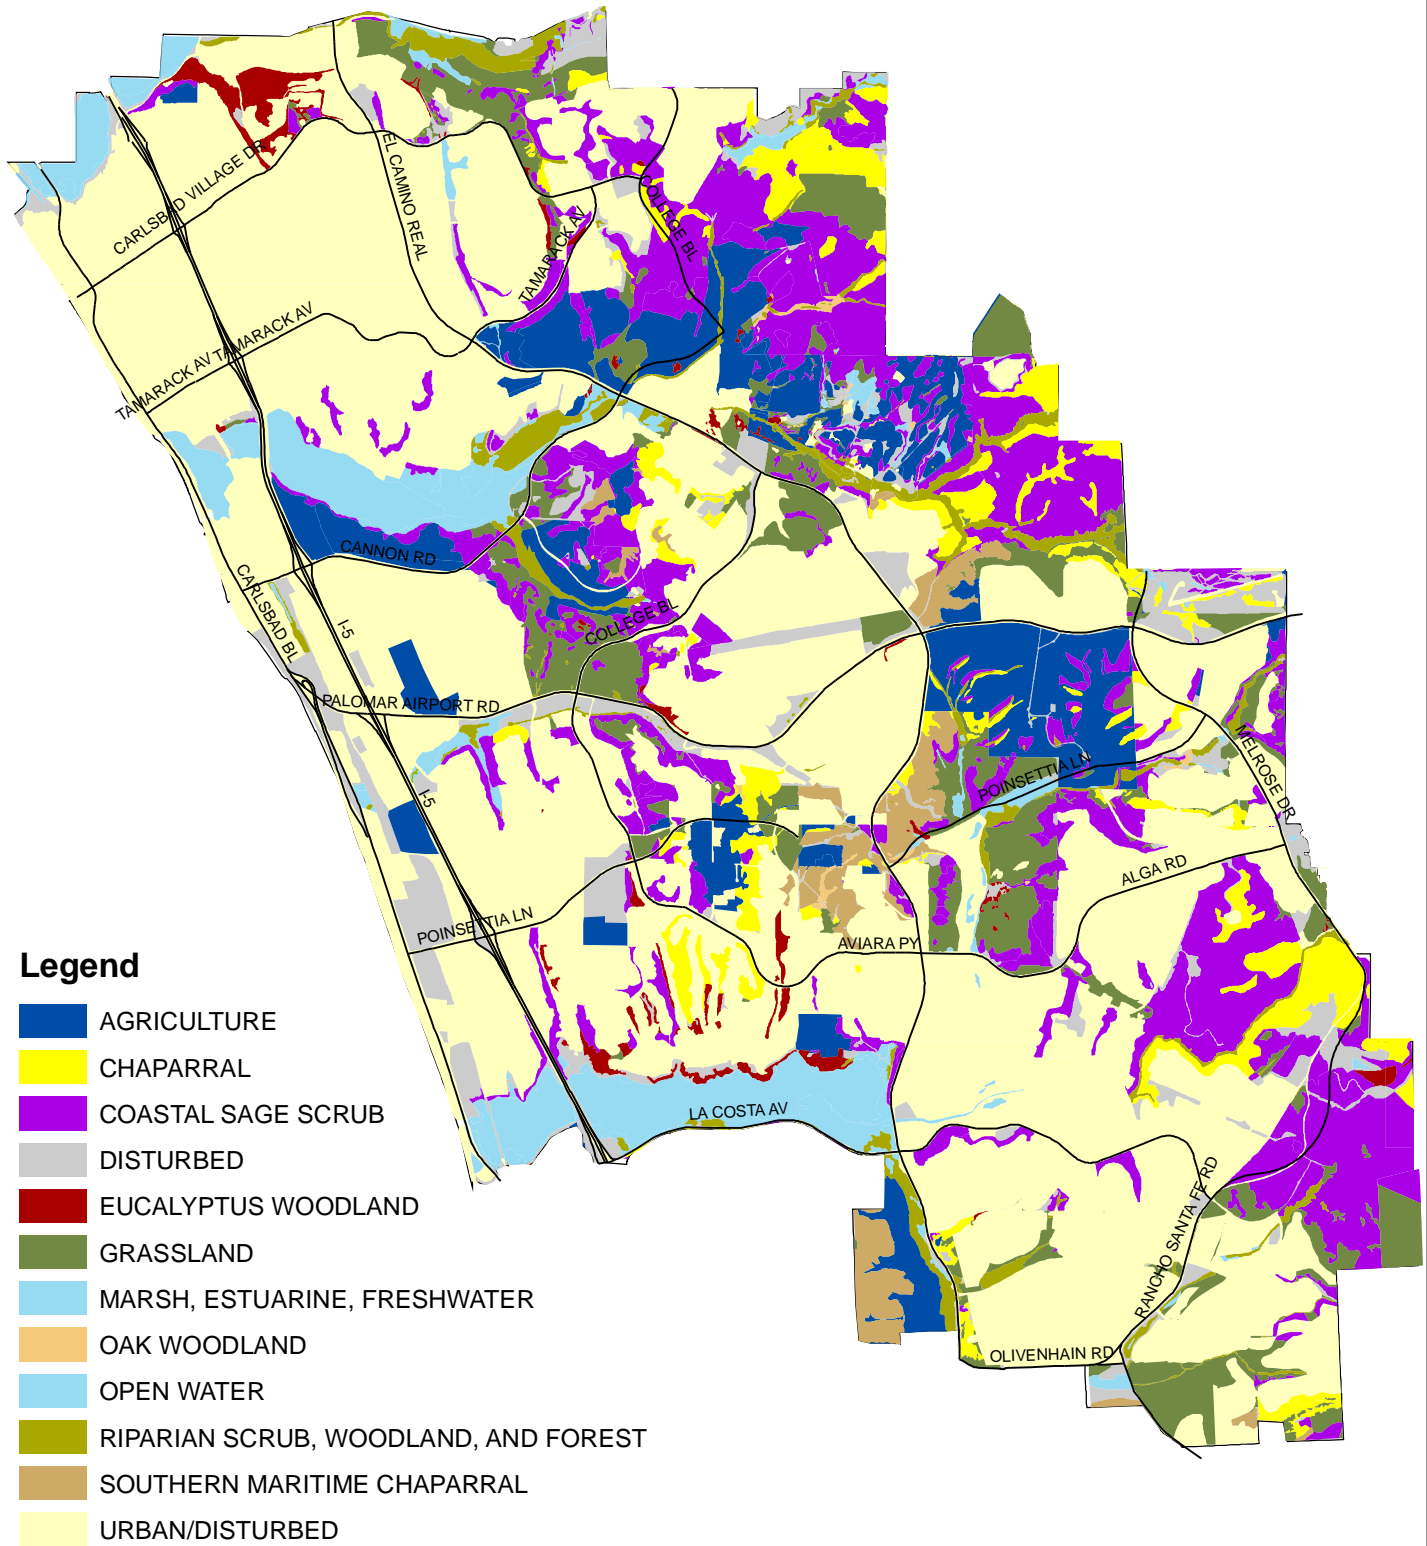 CARLSBAD VILLAGE DR
EL CAMINO REAL
COLLEGE BL
TAMARACK AV
TAMARACK AV TAMARACK AV
CANNON RD
CARLSBAD BL
I-5
COLLEGE BL
PALOMAR AIRPORT RD
MELROSE DR
POINSETTIA LN
I-5
ALGA RD
POINSETTIA LN
AVIARA PY
LA COSTA AV
RANCHO SANTA FE RD
OLIVENHAIN RD
Legend
AGRICULTURE
CHAPARRAL
COASTAL SAGE SCRUB
DISTURBED
EUCALYPTUS WOODLAND
GRASSLAND
MARSH, ESTUARINE, FRESHWATER
OAK WOODLAND
OPEN WATER
RIPARIAN SCRUB, WOODLAND, AND FOREST
SOUTHERN MARITIME CHAPARRAL
URBAN/DISTURBED